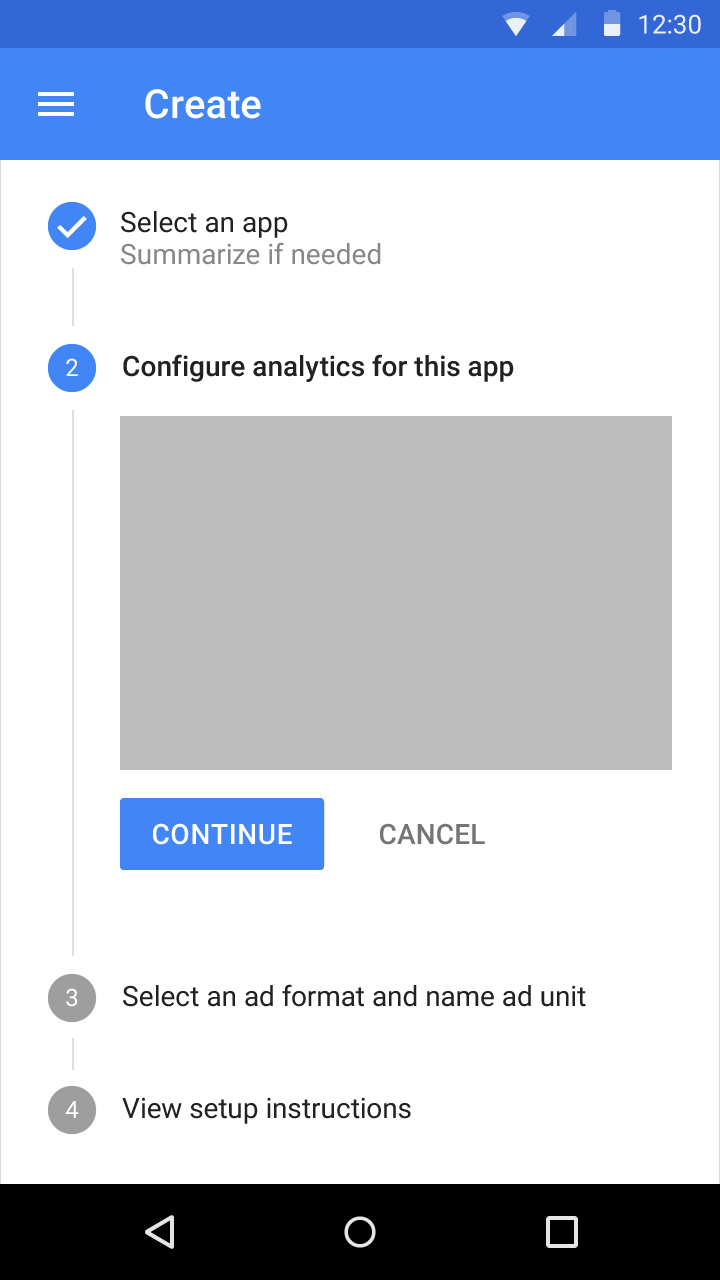 12:30
Create
Select an app
Summarize if needed
2
Configure analytics for this app
CONTINUE
CANCEL
3
Select an ad format and name ad unit
4
View setup instructions